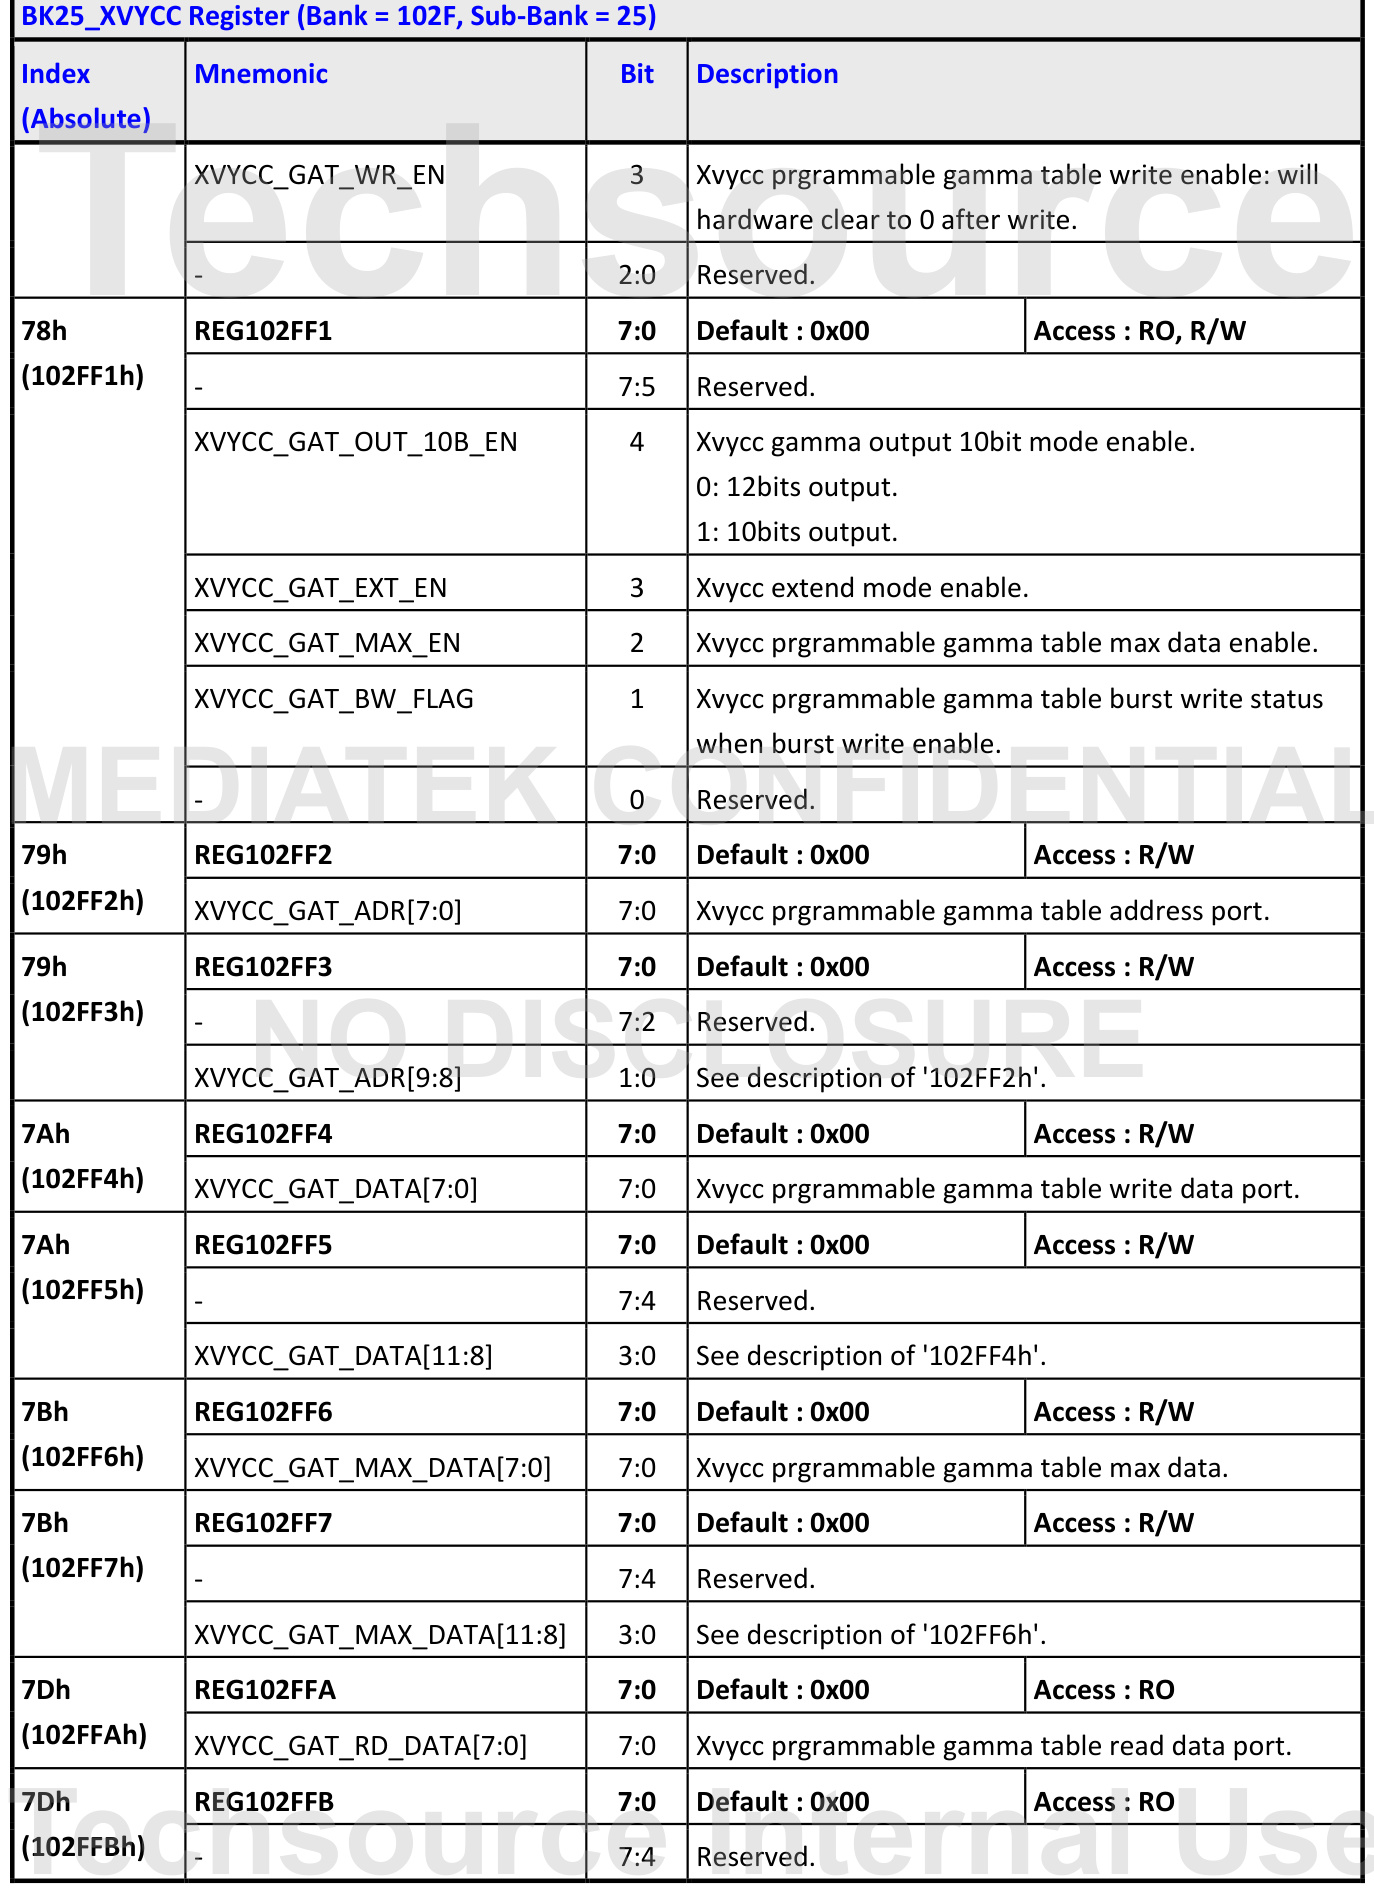 BK25_XVYCC Register (Bank = 102F, Sub-Bank = 25)
Index Mnemonic Bit Description
(Absolute)
XVYCC_GAT_WR_EN 3 Xvycc prgrammable gamma table write enable: will
hardware clear to 0 after write.
- 2:0 Reserved.
Techsource
78h REG102FF1 7:0 Default : 0x00 Access : RO, R/W
(102FF1h)
- 7:5 Reserved.
XVYCC_GAT_OUT_10B_EN 4 Xvycc gamma output 10bit mode enable.
0: 12bits output.
1: 10bits output.
XVYCC_GAT_EXT_EN 3 Xvycc extend mode enable.
XVYCC_GAT_MAX_EN 2 Xvycc prgrammable gamma table max data enable.
XVYCC_GAT_BW_FLAG 1 Xvycc prgrammable gamma table burst write status
when burst write enable.
MEDIATEK CONFIDENTIAL
- 0 Reserved.
79h REG102FF2 7:0 Default : 0x00 Access : R/W
(102FF2h)
XVYCC_GAT_ADR[7:0] 7:0 Xvycc prgrammable gamma table address port.
79h REG102FF3 7:0 Default : 0x00 Access : R/W
(102FF3h)
- 7:2 Reserved.
NO DISCLOSURE
XVYCC_GAT_ADR[9:8] 1:0 See description of '102FF2h'.
7Ah REG102FF4 7:0 Default : 0x00 Access : R/W
(102FF4h)
XVYCC_GAT_DATA[7:0] 7:0 Xvycc prgrammable gamma table write data port.
7Ah REG102FF5 7:0 Default : 0x00 Access : R/W
(102FF5h)
- 7:4 Reserved.
XVYCC_GAT_DATA[11:8] 3:0 See description of '102FF4h'.
7Bh REG102FF6 7:0 Default : 0x00 Access : R/W
(102FF6h)
XVYCC_GAT_MAX_DATA[7:0] 7:0 Xvycc prgrammable gamma table max data.
7Bh REG102FF7 7:0 Default : 0x00 Access : R/W
(102FF7h)
- 7:4 Reserved.
XVYCC_GAT_MAX_DATA[11:8] 3:0 See description of '102FF6h'.
7Dh REG102FFA 7:0 Default : 0x00 Access : RO
(102FFAh)
XVYCC_GAT_RD_DATA[7:0] 7:0 Xvycc prgrammable gamma table read data port.
7Dh REG102FFB 7:0 Default : 0x00 Access : RO
(102FFBh)
- 7:4 Reserved.
Techsource Internal Use